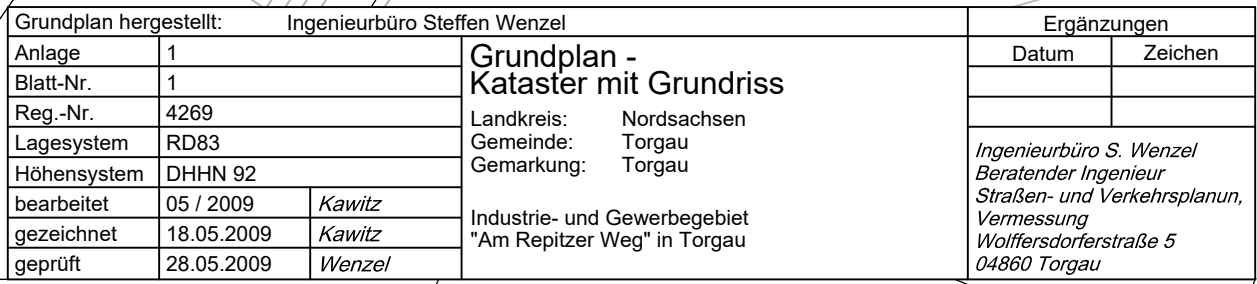 Grundplan hergestellt: Ingenieurbüro Steffen Wenzel
Anlage 1
Blatt-Nr. 1
Reg.-Nr. 4269
Lagesystem RD83
Höhensystem DHHN 92
bearbeitet 05 / 2009 Kawitz
gezeichnet 18.05.2009 Kawitz
geprüft 28.05.2009 Wenzel
Grundplan -
Kataster mit Grundriss
Landkreis: Nordsachsen
Gemeinde: Torgau
Gemarkung: Torgau
Industrie- und Gewerbegebiet
"Am Repitzer Weg" in Torgau
Ergänzungen
Datum Zeichen
Ingenieurbüro S. Wenzel
Beratender Ingenieur
Straßen- und Verkehrsplanun,
Vermessung
Wolffersdorferstraße 5
04860 Torgau